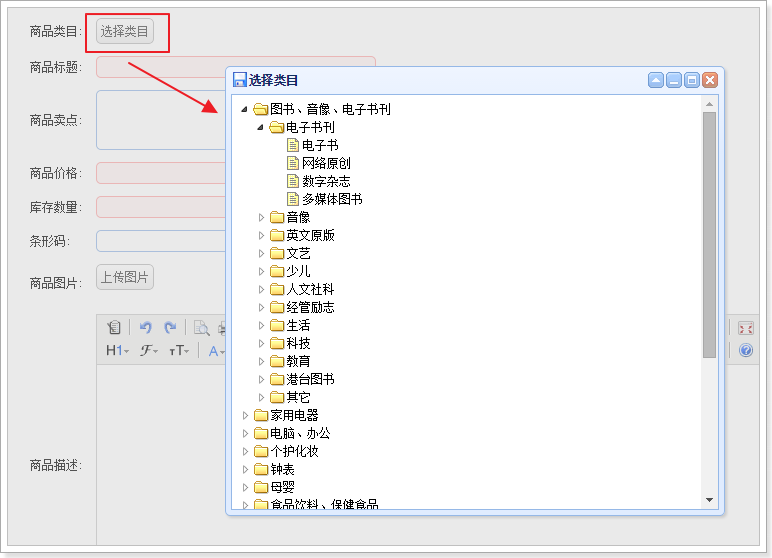 商品类目:
选择类目
商品标题:
商品卖点:
商品价格:
库存数量:
条形码:
商品图片:
上传图片
H1
F
тT
A
商品描述:
选择类目
图书、音像、电子书刊
电子书刊
电子书
网络原创
数字杂志
多媒体图书
音像
英文原版
文艺
少儿
人文社科
经管励志
生活
科技
教育
港台图书
其它
家用电器
电脑、办公
个护化妆
钟表
母婴
食品饮料、保健食品